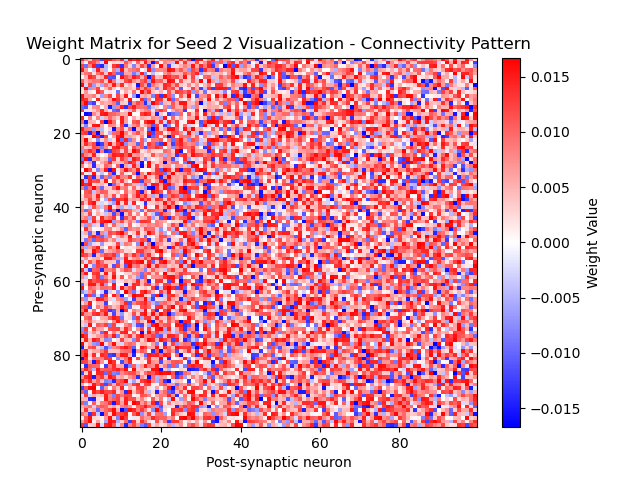 Weight Matrix for Seed 2 Visualization - Connectivity Pattern
0
20
40
60
80
Pre-synaptic neuron
0 20 40 60 80
Post-synaptic neuron
0.015
0.010
0.005
0.000
−0.005
−0.010
−0.015
Weight Value